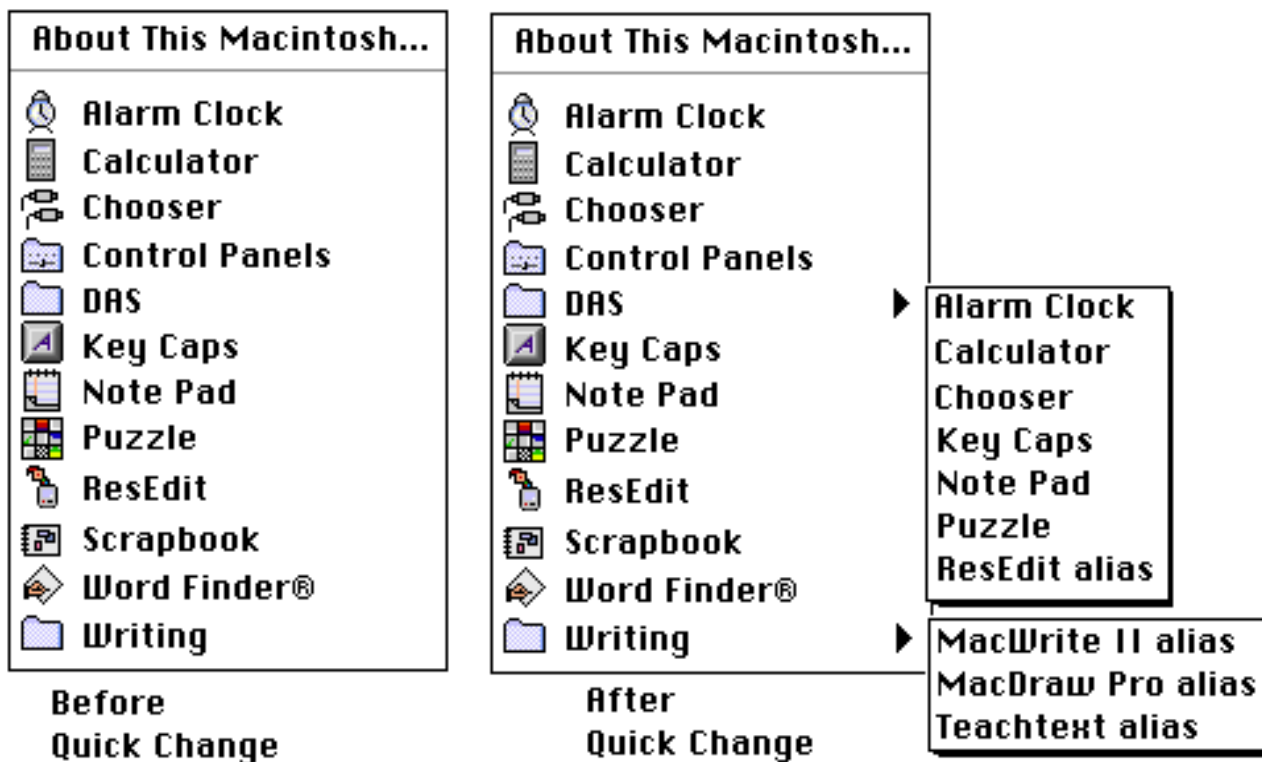 About This Macintosh...
Alarm Clock
Calculator
Chooser
Control Panels
DAS
Key Caps
Note Pad
Puzzle
ResEdit
Scrapbook
Word Finder®
Writing
Before
Quick Change
About This Macintosh...
Alarm Clock
Calculator
Chooser
Control Panels
DAS
Key Caps
Note Pad
Puzzle
ResEdit
Scrapbook
Word Finder®
Writing
After
Quick Change
Alarm Clock
Calculator
Chooser
Key Caps
Note Pad
Puzzle
ResEdit alias
MacWrite II alias
MacDraw Pro alias
Teachtext alias